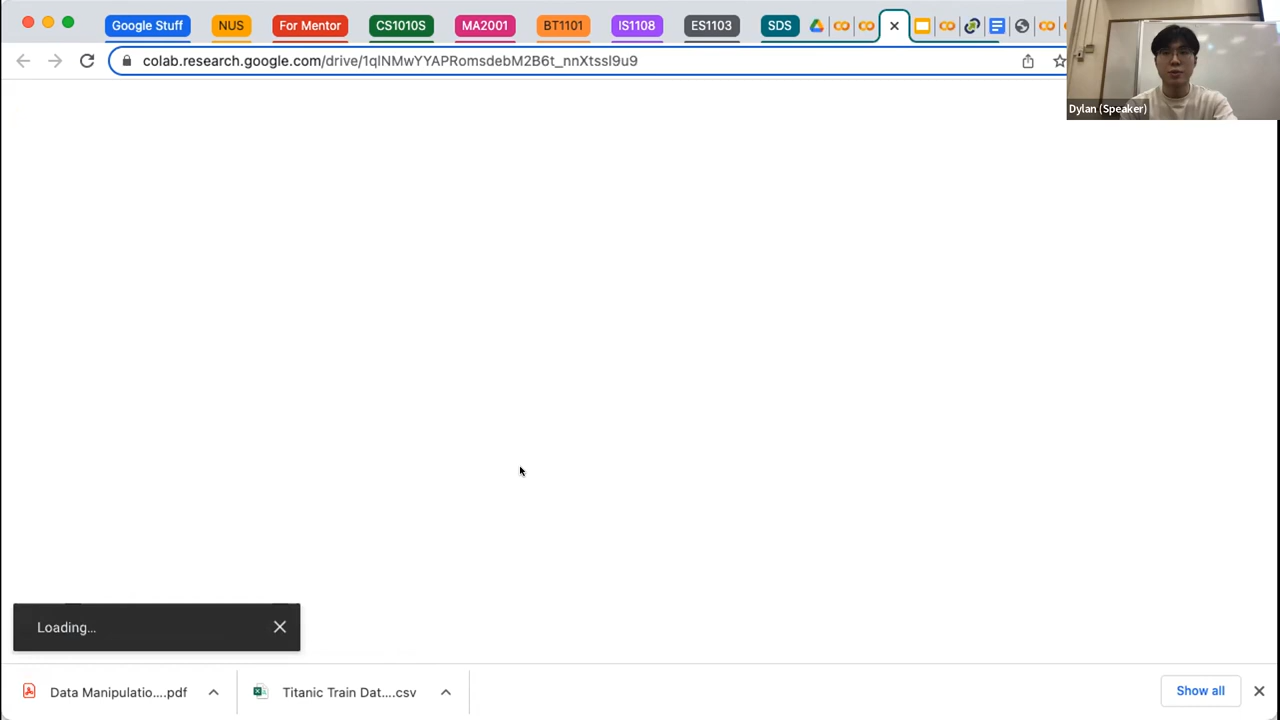 Google Stuff NUS For Mentor CS1010S MA2001 BT1101 IS1108 ES1103 SDS
colab.research.google.com/drive/1qlNMwYYAPRomsdebM2B6t_nnXtssl9u9
Dylan (Speaker)
Loading...
Data Manipulatio....pdf Titanic Train Dat....csv Show all